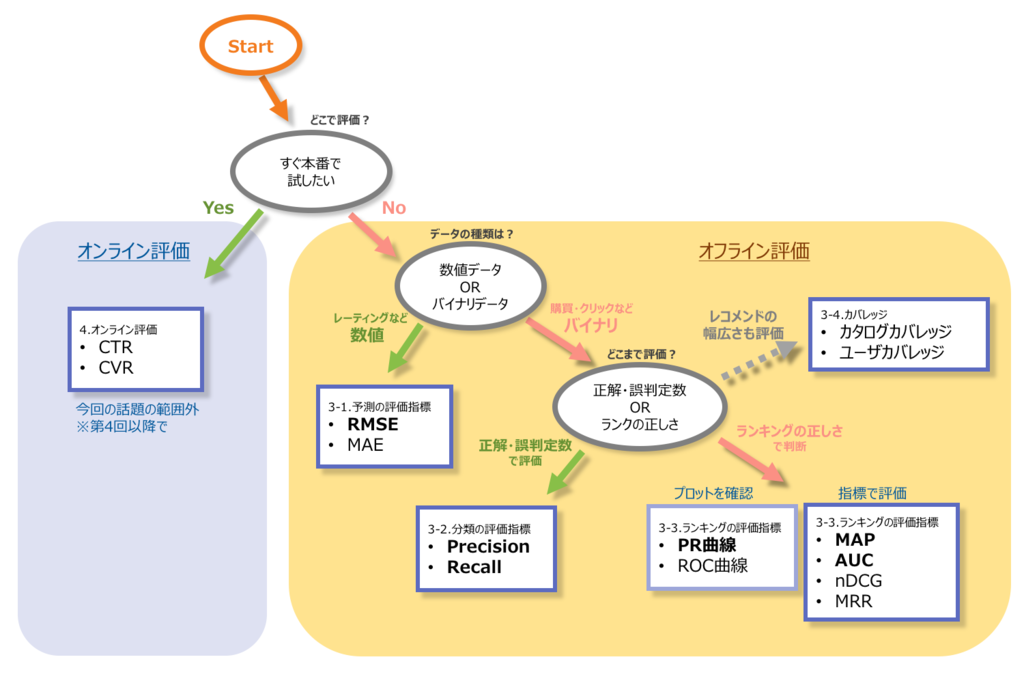 Start
どこで評価？
すぐ本番で
試したい
Yes
No
オンライン評価
4.オンライン評価
• CTR
• CVR
今回の話題の範囲外
※第4回以降で
オフライン評価
データの種類は？
数値データ
OR
バイナリデータ
レーティングなど
数値
購買・クリックなど
バイナリ
レコメンドの
幅広さも評価
3-4.カバレッジ
• カタログカバレッジ
• ユーザカバレッジ
3-1.予測の評価指標
• RMSE
• MAE
どこまで評価？
正解・誤判定数
OR
ランクの正しさ
正解・誤判定数
で評価
ランキングの正しさ
で判断
3-2.分類の評価指標
• Precision
• Recall
プロットを確認
3-3.ランキングの評価指標
• PR曲線
• ROC曲線
指標で評価
3-3.ランキングの評価指標
• MAP
• AUC
• nDCG
• MRR